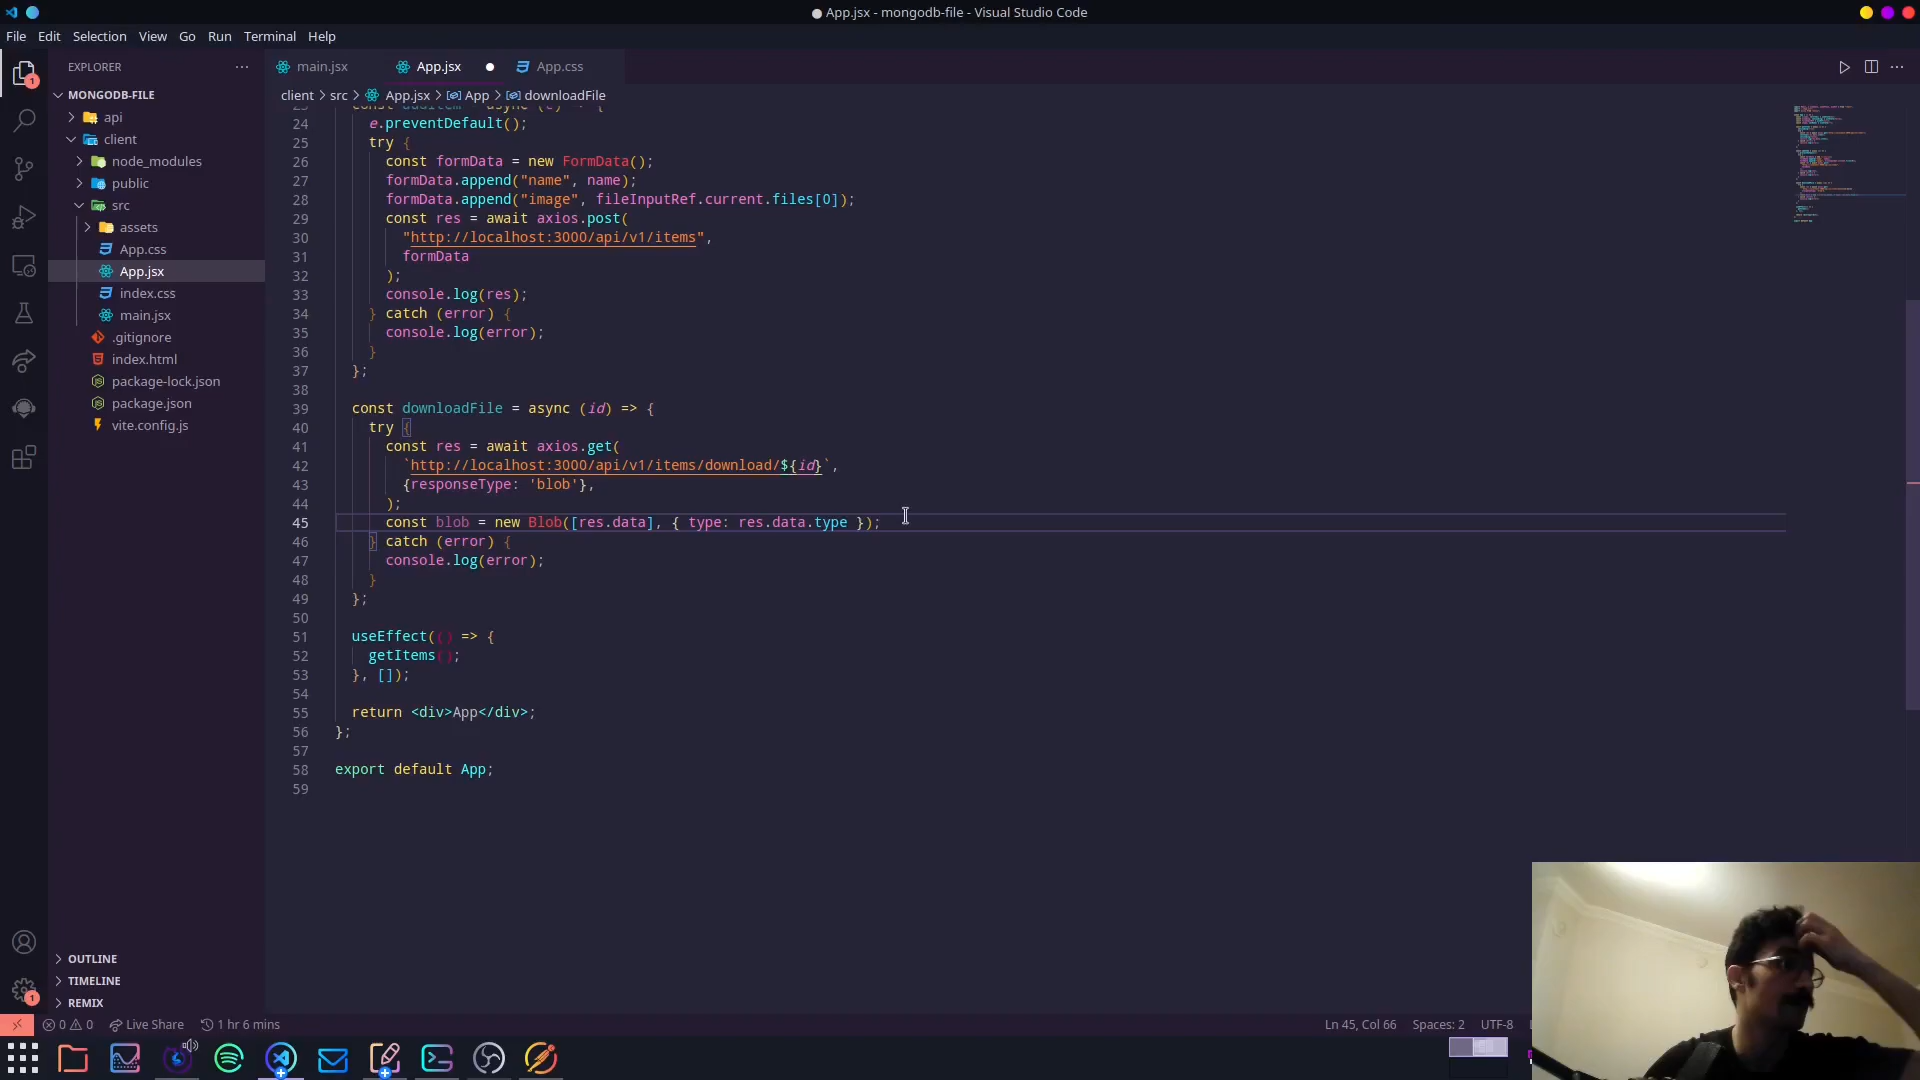 App.jsx - mongodb-file - Visual Studio Code
File Edit Selection View Go Run Terminal Help
EXPLORER
main.jsx
App.jsx
App.css
MONGODB-FILE
client > src > App.jsx > App > downloadFile
api
client
node_modules
public
src
assets
App.css
App.jsx
index.css
main.jsx
.gitignore
index.html
package-lock.json
package.json
vite.config.js
OUTLINE
TIMELINE
REMIX
24 e.preventDefault();
25 try {
26 const formData = new FormData();
27 formData.append("name", name);
28 formData.append("image", fileInputRef.current.files[0]);
29 const res = await axios.post(
30 "http://localhost:3000/api/v1/items",
31 formData
32 );
33 console.log(res);
34 } catch (error) {
35 console.log(error);
36 }
37 };
38
39 const downloadFile = async (id) => {
40 try {
41 const res = await axios.get(
42 `http://localhost:3000/api/v1/items/download/${id}`,
43 {responseType: 'blob'},
44 );
45 const blob = new Blob([res.data], { type: res.data.type });
46 } catch (error) {
47 console.log(error);
48 }
49 };
50
51 useEffect(() => {
52 getItems();
53 }, []);
54
55 return <div>App</div>;
56 };
57
58 export default App;
59
1
1
0 0 Live Share 1 hr 6 mins
Ln 45, Col 66 Spaces: 2 UTF-8